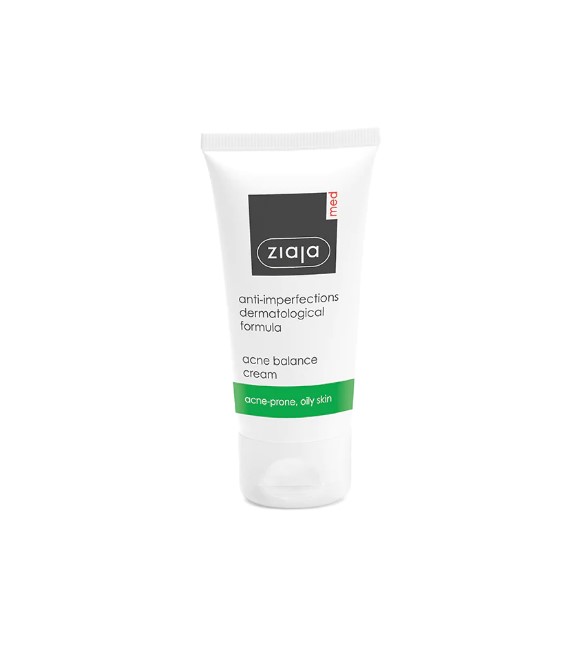 med
ziaja
anti-imperfections
dermatological
formula
acne balance
cream
acne-prone, oily skin